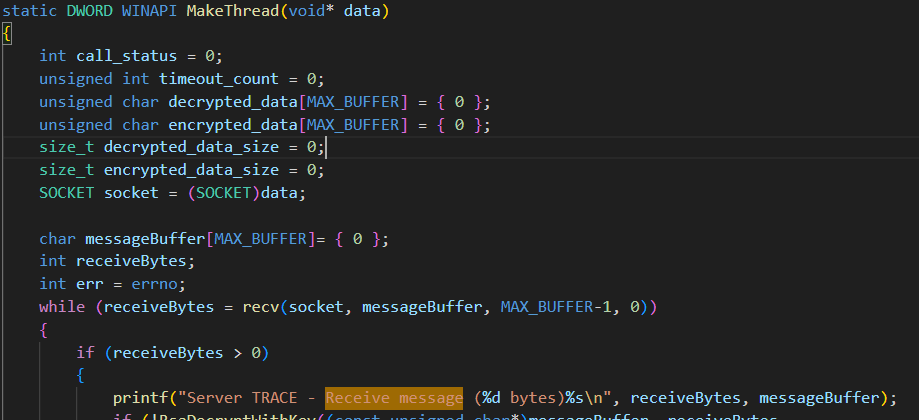 static DWORD WINAPI MakeThread(void* data)
{
    int call_status = 0;
    unsigned int timeout_count = 0;
    unsigned char decrypted_data[MAX_BUFFER] = { 0 };
    unsigned char encrypted_data[MAX_BUFFER] = { 0 };
    size_t decrypted_data_size = 0;
    size_t encrypted_data_size = 0;
    SOCKET socket = (SOCKET)data;
    char messageBuffer[MAX_BUFFER]= { 0 };
    int receiveBytes;
    int err = errno;
    while (receiveBytes = recv(socket, messageBuffer, MAX_BUFFER-1, 0))
    {
        if (receiveBytes > 0)
        {
            printf("Server TRACE - Receive message (%d bytes)%s\n", receiveBytes, messageBuffer);
            if (!RsaDecryptWithKey((const unsigned char*)messageBuffer, receiveBytes,